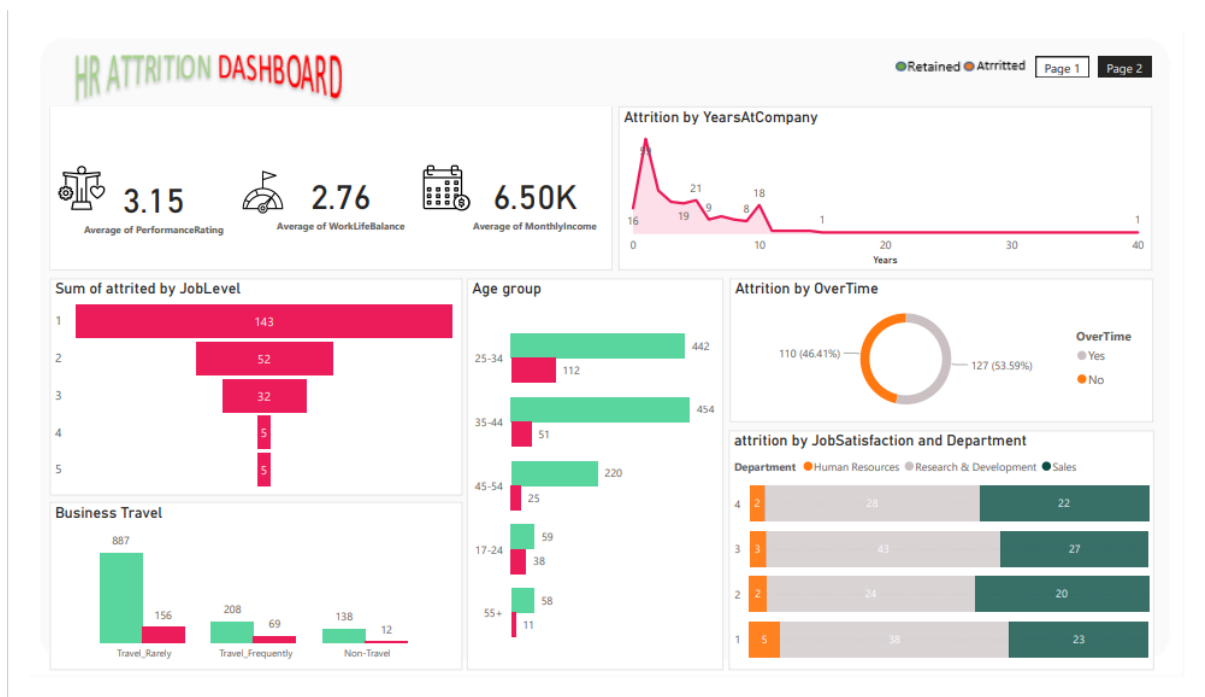 HR ATTRITION DASHBOARD
Retained Atrritted Page 1 Page 2
3.15
Average of PerformanceRating
2.76
Average of WorkLifeBalance
6.50K
Average of MonthlyIncome
Attrition by YearsAtCompany
59
21
18
16
19
9
8
1
1
0 10 20 30 40
Years
Sum of attrited by JobLevel
1 143
2 52
3 32
4 5
5 5
Age group
25-34
442
112
35-44
454
51
45-54
220
25
17-24
59
38
55+
58
11
Attrition by OverTime
110 (46.41%)
127 (53.59%)
OverTime
Yes
No
Business Travel
887
156
208
69
138
12
Travel_Rarely Travel_Frequently Non-Travel
attrition by JobSatisfaction and Department
Department Human Resources Research & Development Sales
4 2 28 22
3 3 43 27
2 2 24 20
1 5 38 23